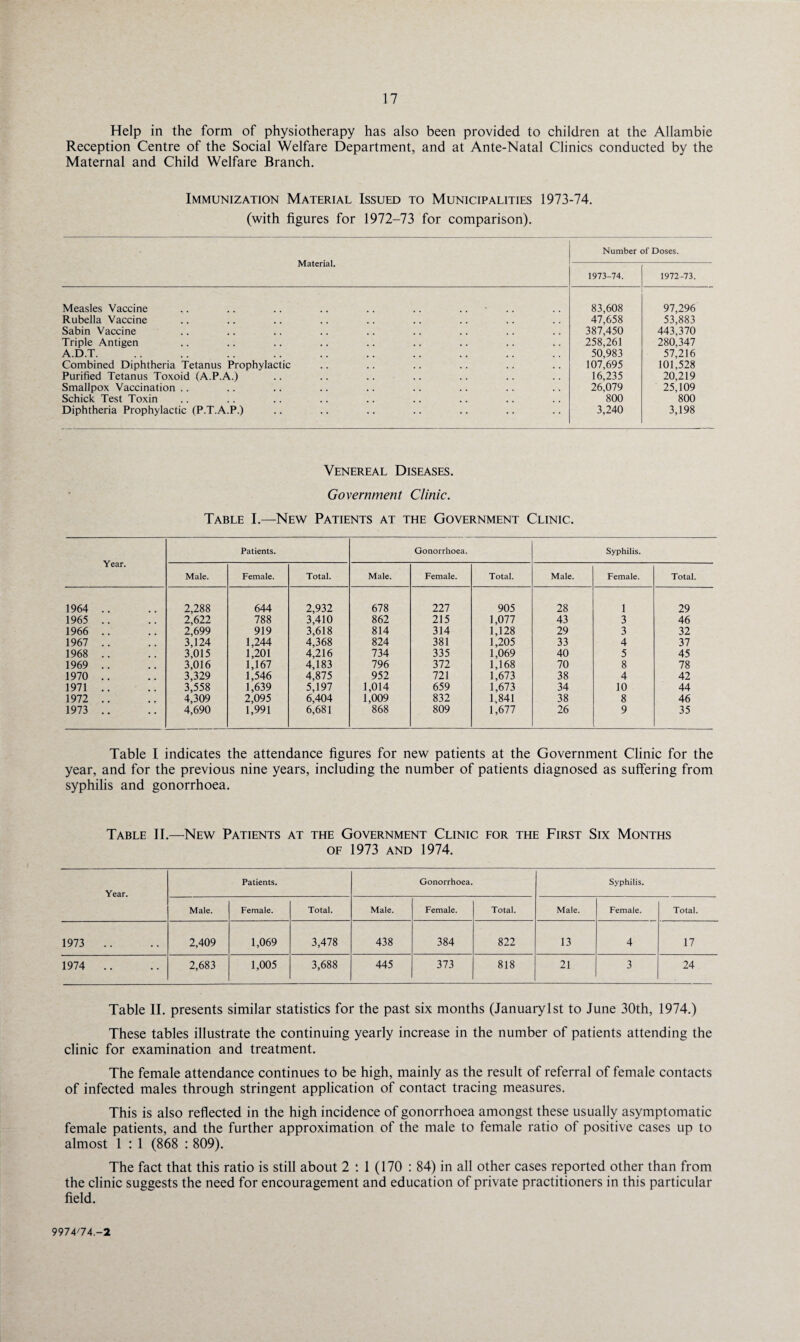 17
Help in the form of physiotherapy has also been provided to children at the Allambie
Reception Centre of the Social Welfare Department, and at Ante-Natal Clinics conducted by the
Maternal and Child Welfare Branch.
Immunization Material Issued to Municipalities 1973-74.
(with figures for 1972–73 for comparison).
Material. Number of Doses.
1973–74. 1972–73.
Measles Vaccine .. .. .. .. .. .. .. .. .. 83,608 97,296
Rubella Vaccine .. .. .. .. .. .. .. .. .. 47,658 53,883
Sabin Vaccine .. .. .. .. .. .. .. .. .. 387,450 443,370
Triple Antigen .. .. .. .. .. .. .. .. .. 258,261 280,347
A.D.T. .. .. .. .. .. .. .. .. .. .. 50,983 57,216
Combined Diphtheria Tetanus Prophylactic .. .. .. .. .. .. 107,695 101,528
Purified Tetanus Toxoid (A.P.A.) .. .. .. .. .. .. .. 16,235 20,219
Smallpox Vaccination .. .. .. .. .. .. .. .. .. 26,079 25,109
Schick Test Toxin .. .. .. .. .. .. .. .. .. 800 800
Diphtheria Prophylactic (P.T.A.P.) .. .. .. .. .. .. .. 3,240 3,198
Venereal Diseases.
Government Clinic.
Table I.—New Patients at the Government Clinic.
Year. Patients. Gonorrhoea. Syphilis.
Male. Female. Total. Male. Female. Total. Male. Female. Total.
1964 .. .. 2,288 644 2,932 678 227 905 28 1 29
1965 .. .. 2,622 788 3,410 862 215 1,077 43 3 46
1966 .. .. 2,699 919 3,618 814 314 1,128 29 3 32
1967 .. .. 3,124 1,244 4,368 824 381 1,205 33 4 37
1968 .. .. 3,015 1,201 4,216 734 335 1,069 40 5 45
1969 .. .. 3,016 1,167 4,183 796 372 1,168 70 8 78
1970 .. .. 3,329 1,546 4,875 952 721 1,673 38 4 42
1971 .. .. 3,558 1,639 5,197 1,014 659 1,673 34 10 44
1972 .. .. 4,309 2,095 6,404 1,009 832 1,841 38 8 46
1973 .. .. 4,690 1,991 6,681 868 809 1,677 26 9 35
Table I indicates the attendance figures for new patients at the Government Clinic for the
year, and for the previous nine years, including the number of patients diagnosed as suffering from
syphilis and gonorrhoea.
Table II.—New Patients at the Government Clinic for the First Six Months
of 1973 and 1974.
Year. Patients. Gonorrhoea. Syphilis.
Male. Female. Total. Male. Female. Total. Male. Female. Total.
1973 .. .. 2,409 1,069 3,478 438 384 822 13 4 17
1974 .. .. 2,683 1,005 3,688 445 373 818 21 3 24
Table II. presents similar statistics for the past six months (January1st to June 30th, 1974.)
These tables illustrate the continuing yearly increase in the number of patients attending the
clinic for examination and treatment.
The female attendance continues to be high, mainly as the result of referral of female contacts
of infected males through stringent application of contact tracing measures.
This is also reflected in the high incidence of gonorrhoea amongst these usually asymptomatic
female patients, and the further approximation of the male to female ratio of positive cases up to
almost 1 : 1 (868 : 809).
The fact that this ratio is still about 2 : 1 (170 : 84) in all other cases reported other than from
the clinic suggests the need for encouragement and education of private practitioners in this particular
field.
9974/74.–2